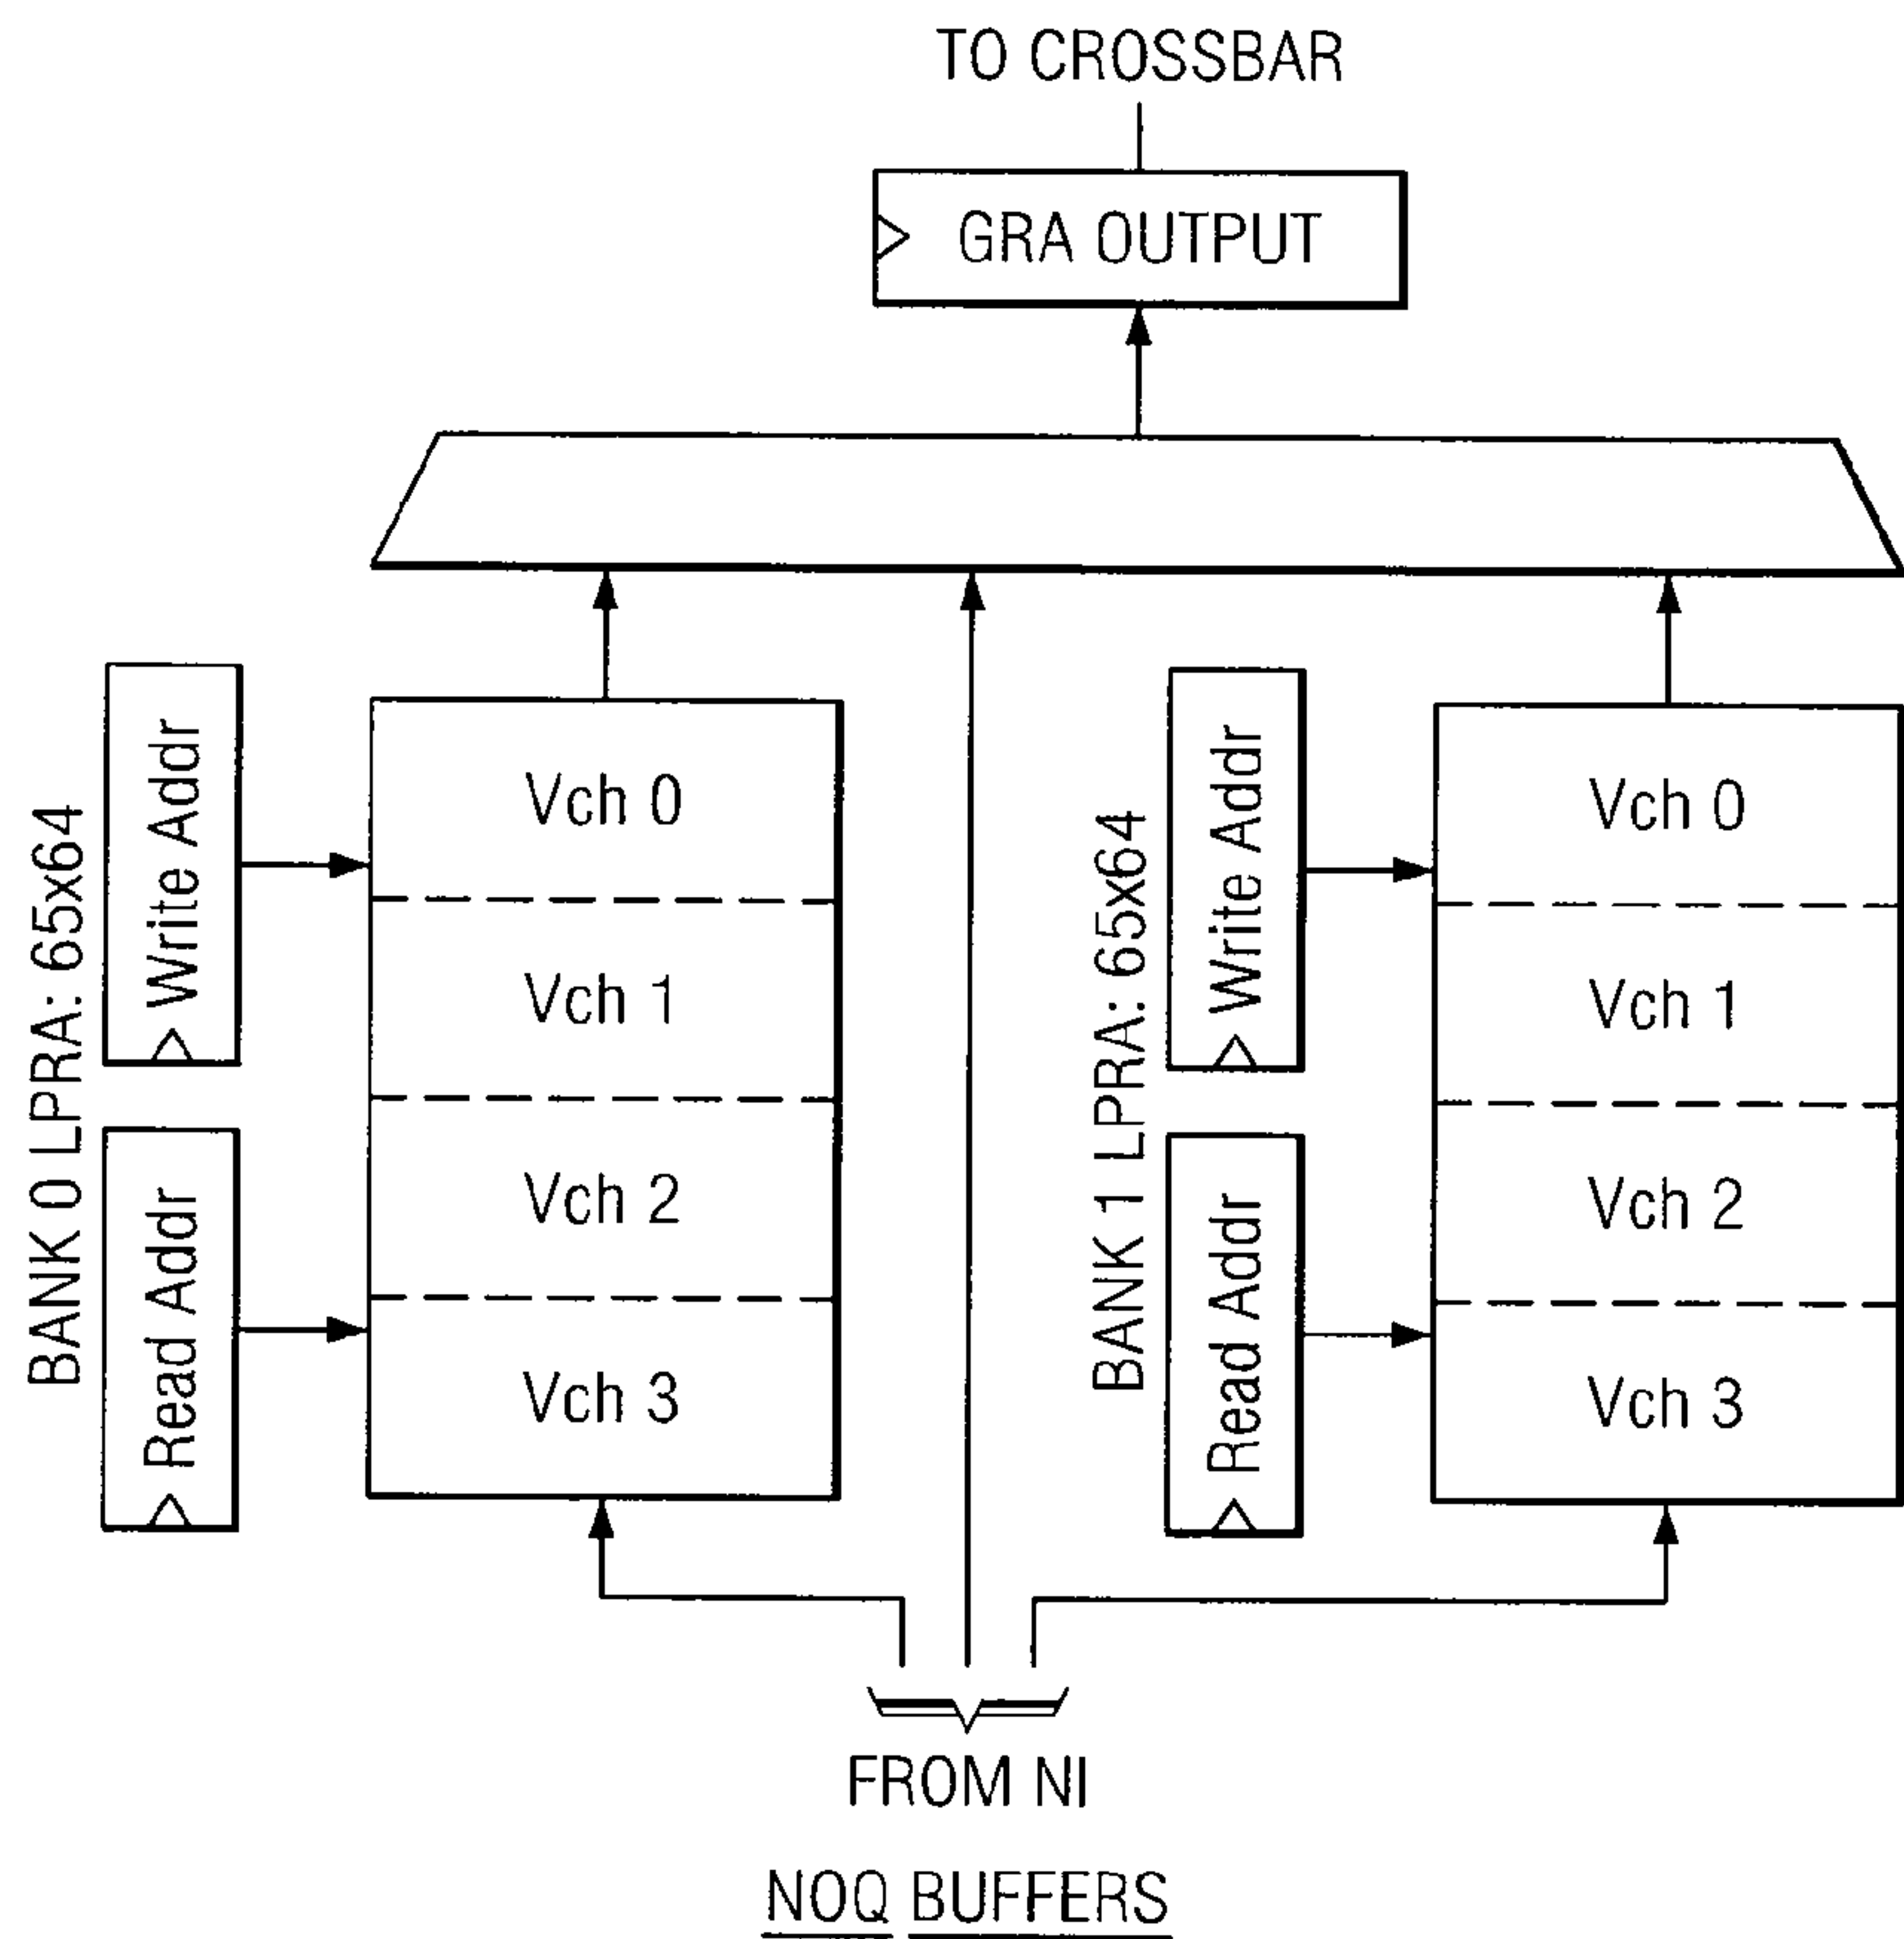 TO CROSSBAR
GRA OUTPUT
BANK 0 LPRA: 65x64
Write Addr
Read Addr
Vch 0
Vch 1
Vch 2
Vch 3
BANK 1 LPRA: 65x64
Write Addr
Read Addr
Vch 0
Vch 1
Vch 2
Vch 3
FROM NI
NOQ BUFFERS